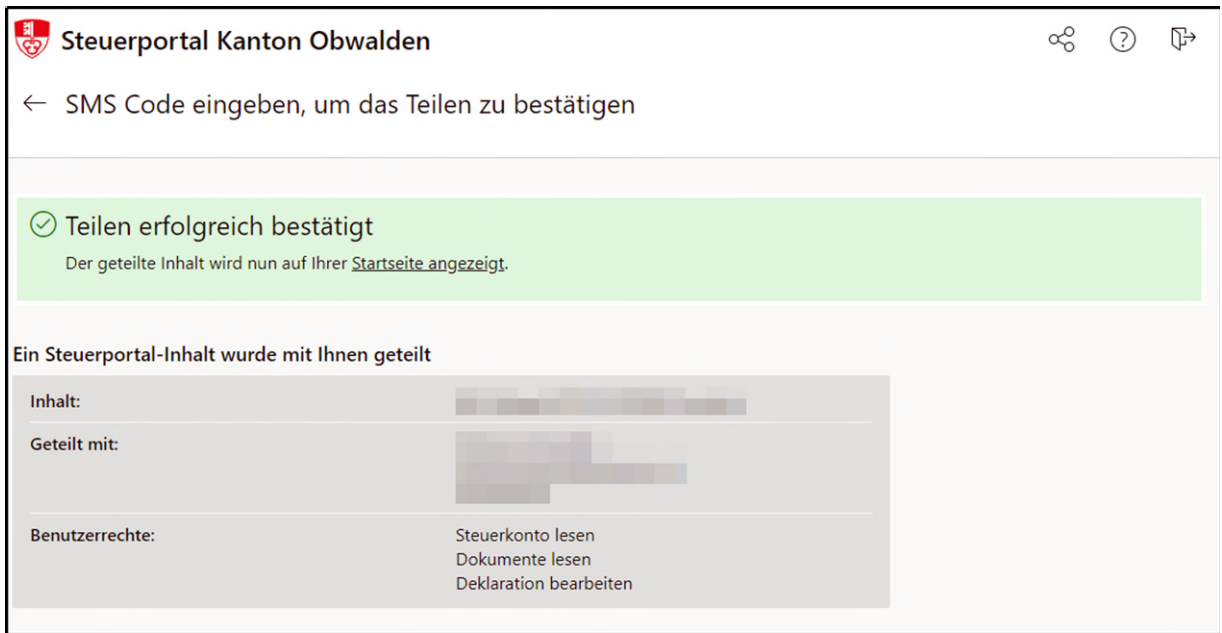 Steuerportal Kanton Obwalden
SMS Code eingeben, um das Teilen zu bestätigen
Teilen erfolgreich bestätigt
Der geteilte Inhalt wird nun auf Ihrer Startseite angezeigt.
Ein Steuerportal-Inhalt wurde mit Ihnen geteilt
Inhalt:
Geteilt mit:
Benutzerrechte: Steuerkonto lesen
Dokumente lesen
Deklaration bearbeiten